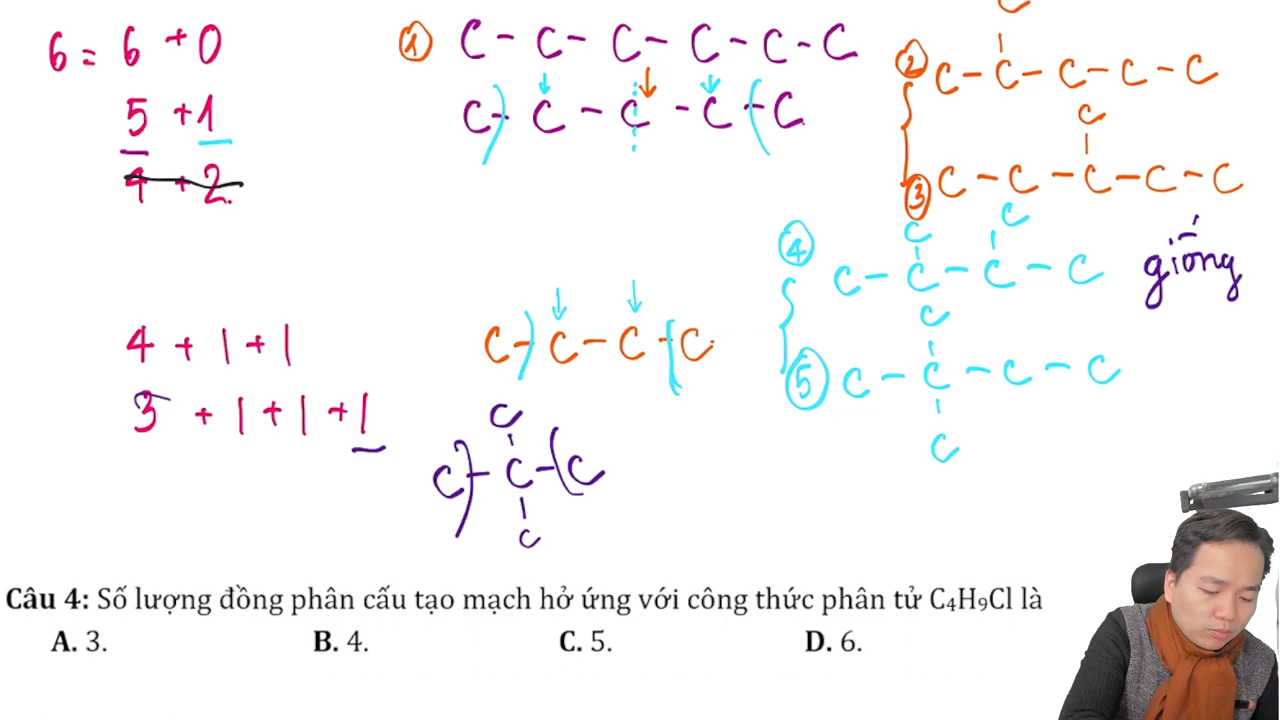 6 = 6 + 0
5 + 1
4 + 2
① C - C - C - C - C - C
C - C - C - C - C
C
② C - C - C - C - C
C
③ C - C - C - C - C
C C
④ C - C - C - C
giống
4 + 1 + 1
C - C - C - C
C
⑤ C - C - C - C
C
3 + 1 + 1 + 1
C
C - C - C
C
Câu 4: Số lượng đồng phân cấu tạo mạch hở ứng với công thức phân tử C₄H₉Cl là
A. 3. B. 4. C. 5. D. 6.